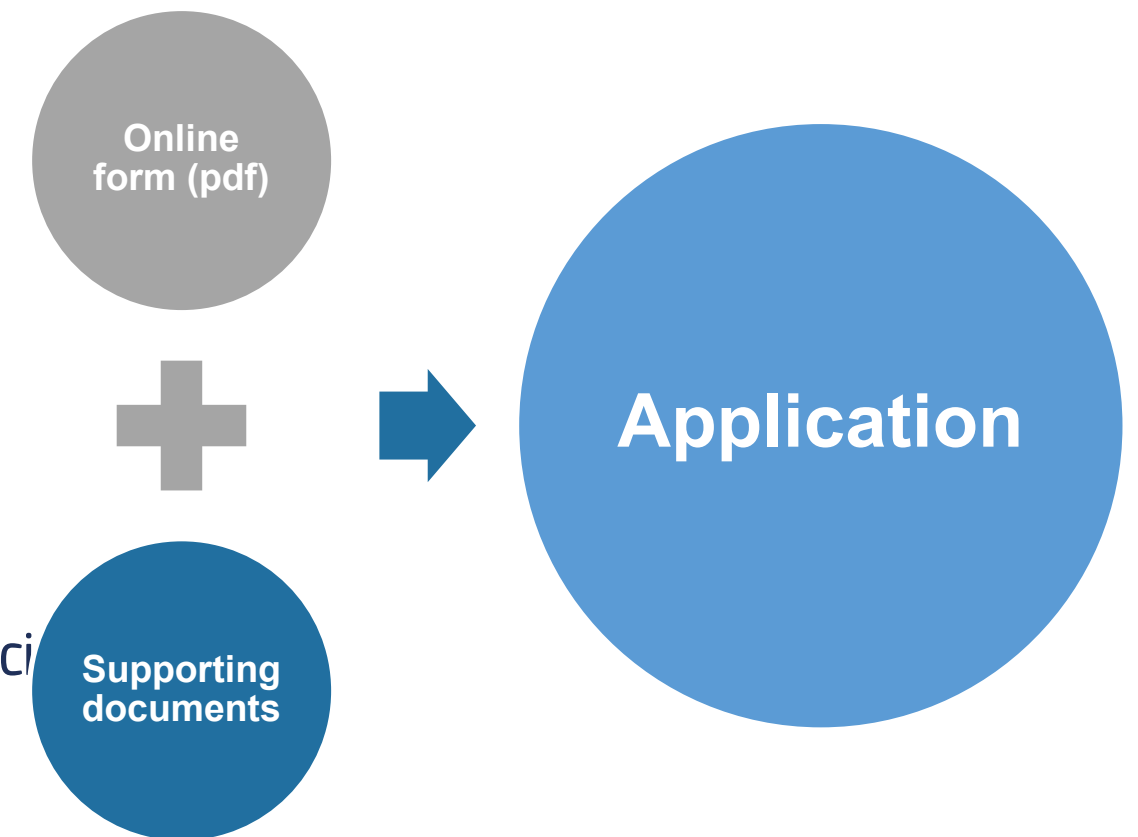 Online
form (pdf)
Application
Supporting
documents